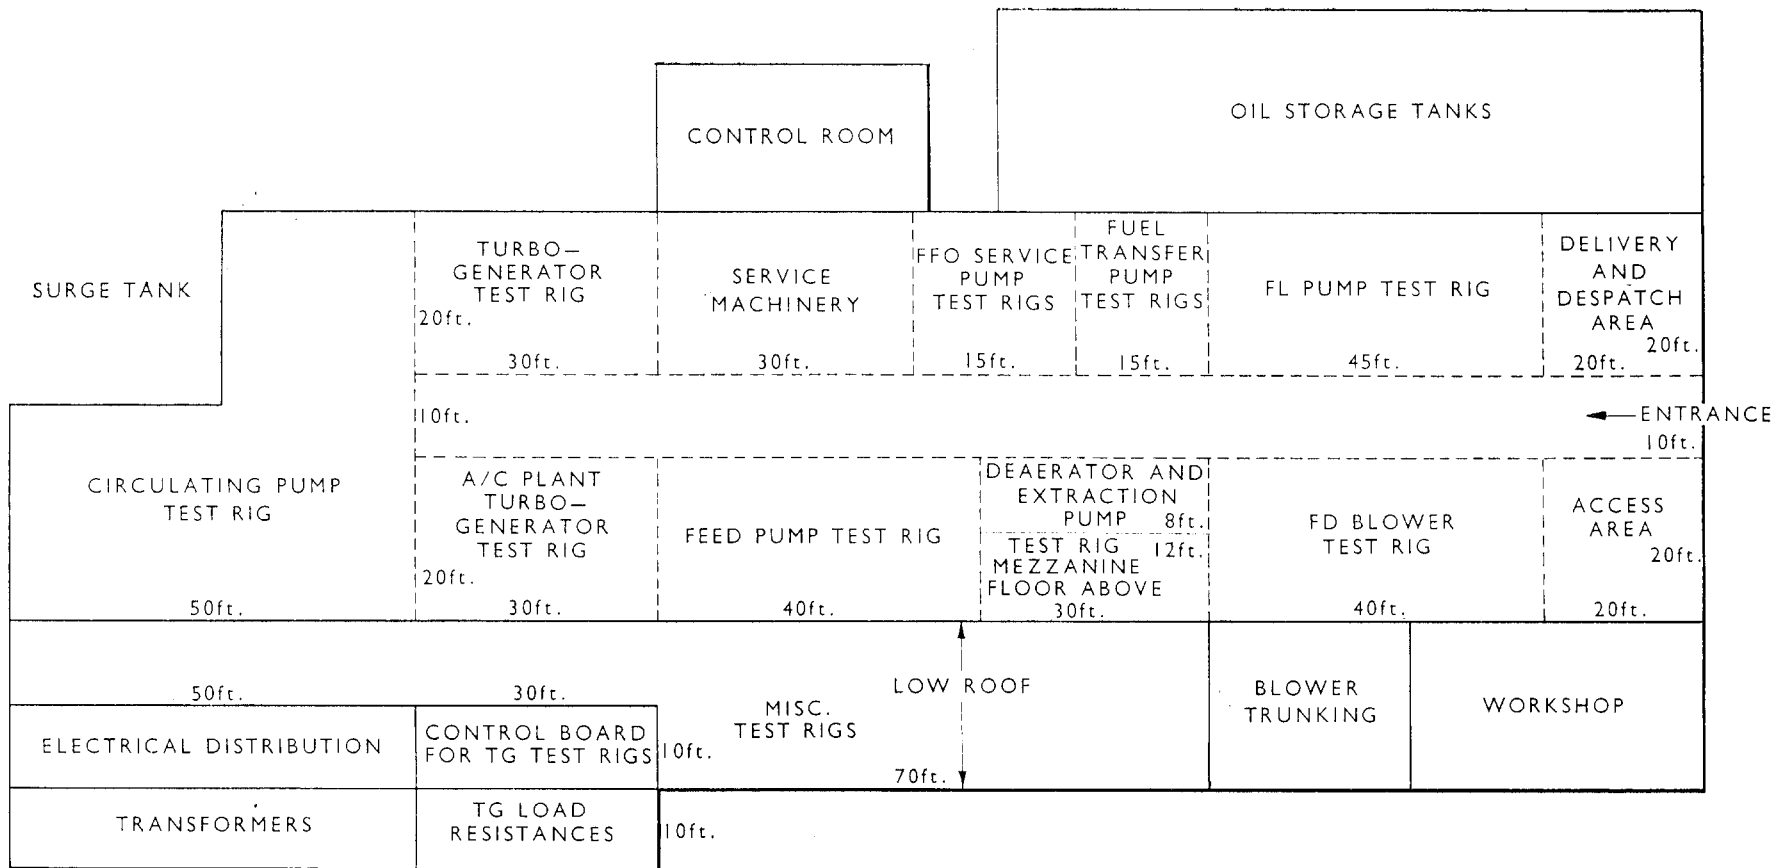 OIL STORAGE TANKS
CONTROL ROOM
SURGE TANK
TURBO–
GENERATOR
TEST RIG
20ft.
30ft.
SERVICE
MACHINERY
30ft.
FFO SERVICE
PUMP
TEST RIGS
15ft.
FUEL
TRANSFER
PUMP
TEST RIGS
15ft.
FL PUMP TEST RIG
45ft.
DELIVERY
AND
DESPATCH
AREA
20ft.
20ft.
10ft.
ENTRANCE
10ft.
CIRCULATING PUMP
TEST RIG
50ft.
A/C PLANT
TURBO–
GENERATOR
TEST RIG
20ft.
30ft.
FEED PUMP TEST RIG
40ft.
DEAERATOR AND
EXTRACTION
PUMP 8ft.
TEST RIG 12ft.
MEZZANINE
FLOOR ABOVE
30ft.
FD BLOWER
TEST RIG
40ft.
ACCESS
AREA
20ft.
20ft.
50ft.
30ft.
MISC.
TEST RIGS
LOW ROOF
70ft.
BLOWER
TRUNKING
WORKSHOP
ELECTRICAL DISTRIBUTION
CONTROL BOARD
FOR TG TEST RIGS
10ft.
TRANSFORMERS
TG LOAD
RESISTANCES
10ft.